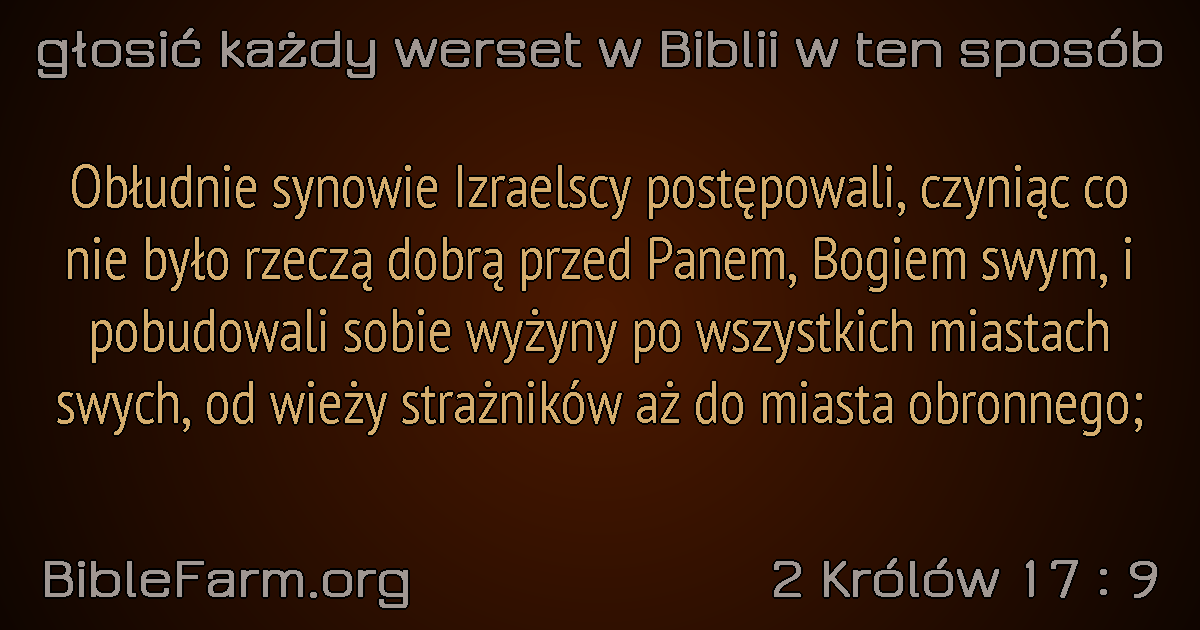 głosić każdy werset w Biblii w ten sposób
Obłudnie synowie Izraelscy postępowali, czyniąc co
nie było rzeczą dobrą przed Panem, Bogiem swym, i
pobudowali sobie wyżyny po wszystkich miastach
swych, od wieży strażników aż do miasta obronnego;
BibleFarm.org
2 Królów 17 : 9